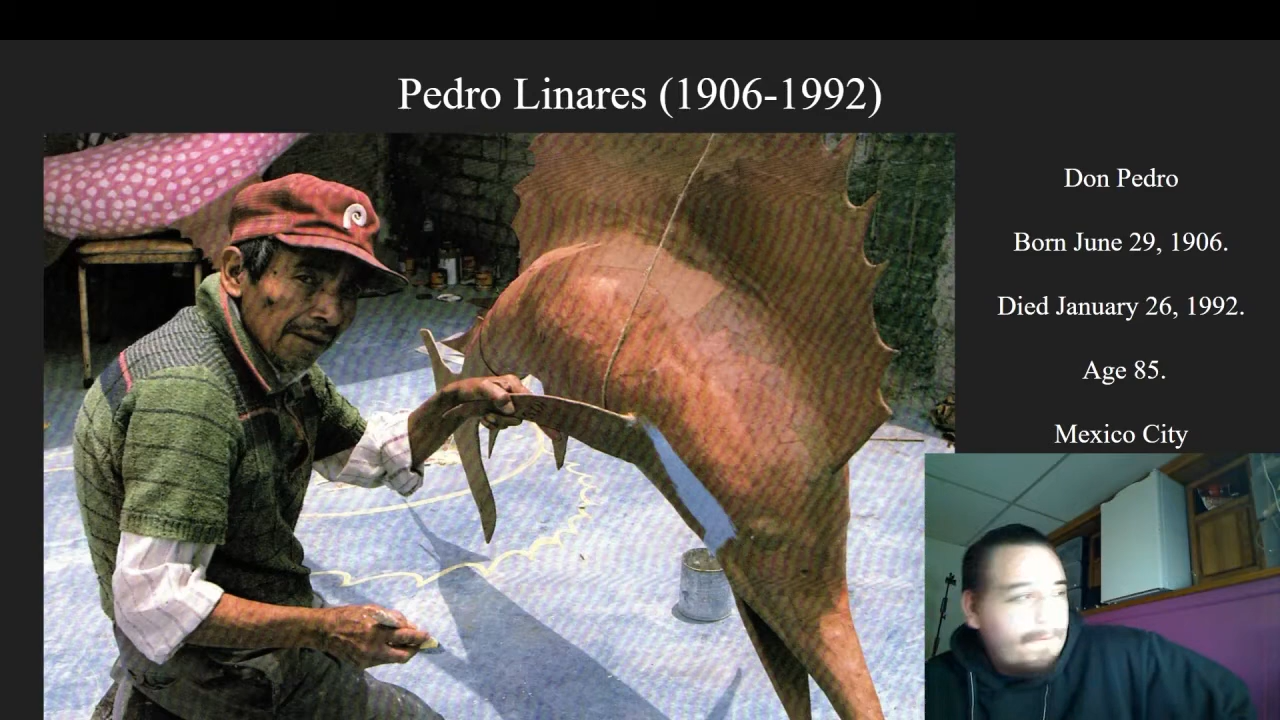 Pedro Linares (1906-1992)
Don Pedro
Born June 29, 1906.
Died January 26, 1992.
Age 85.
Mexico City